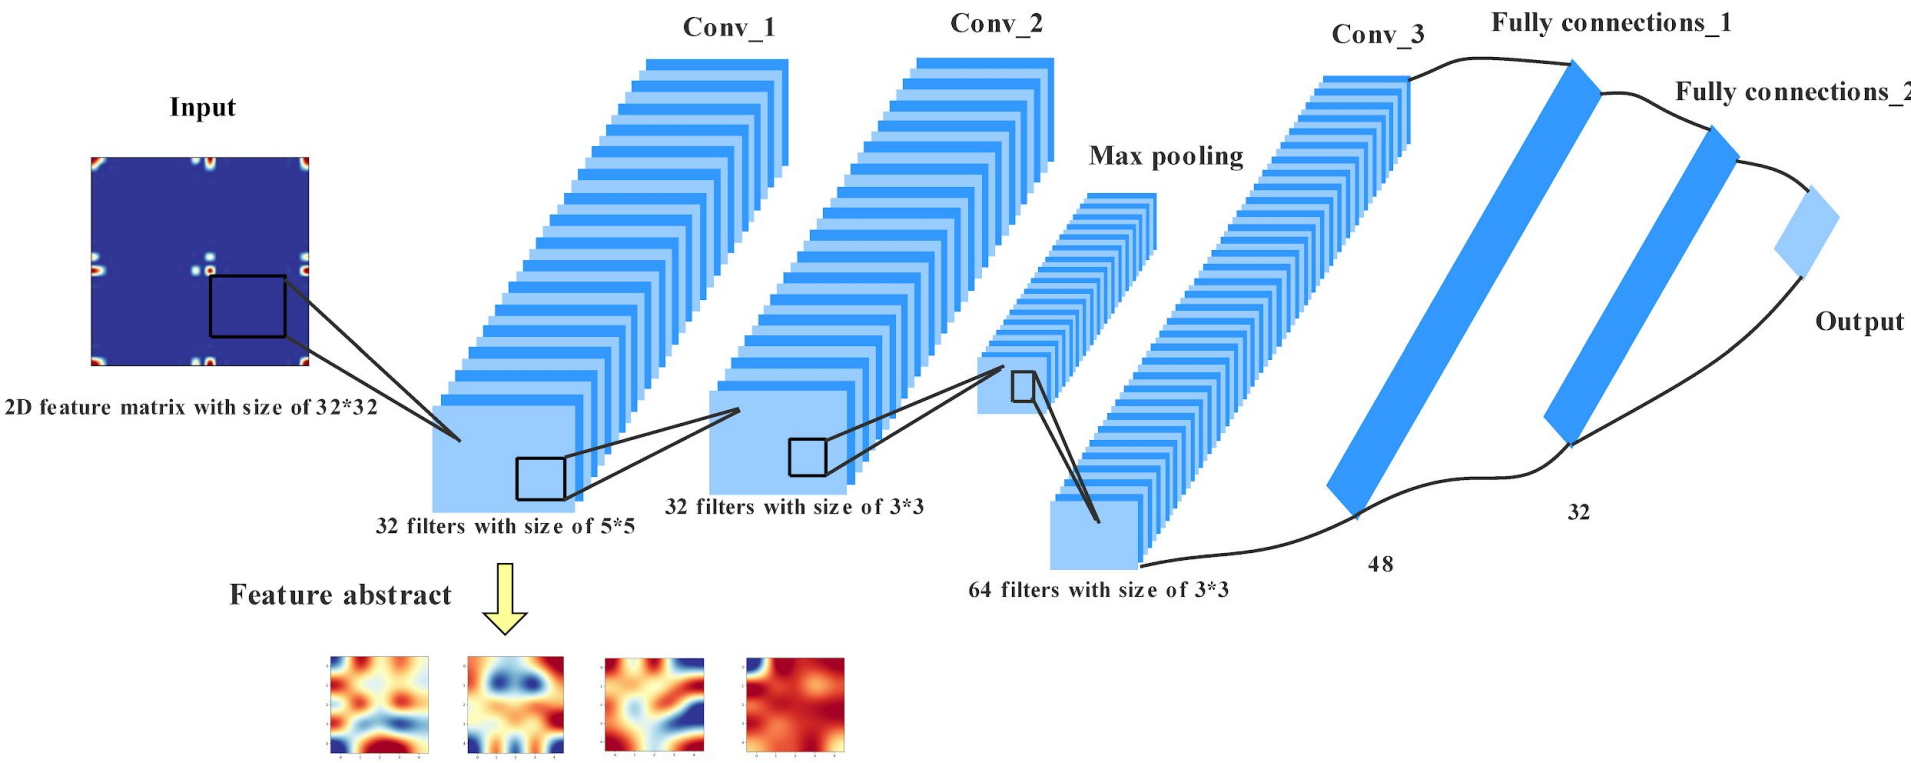 Conv_1
Conv_2
Conv_3
Fully connections_1
Fully connections_2
Input
Max pooling
Output
2D feature matrix with size of 32*32
32 filters with size of 5*5
32 filters with size of 3*3
64 filters with size of 3*3
48
32
Feature abstract